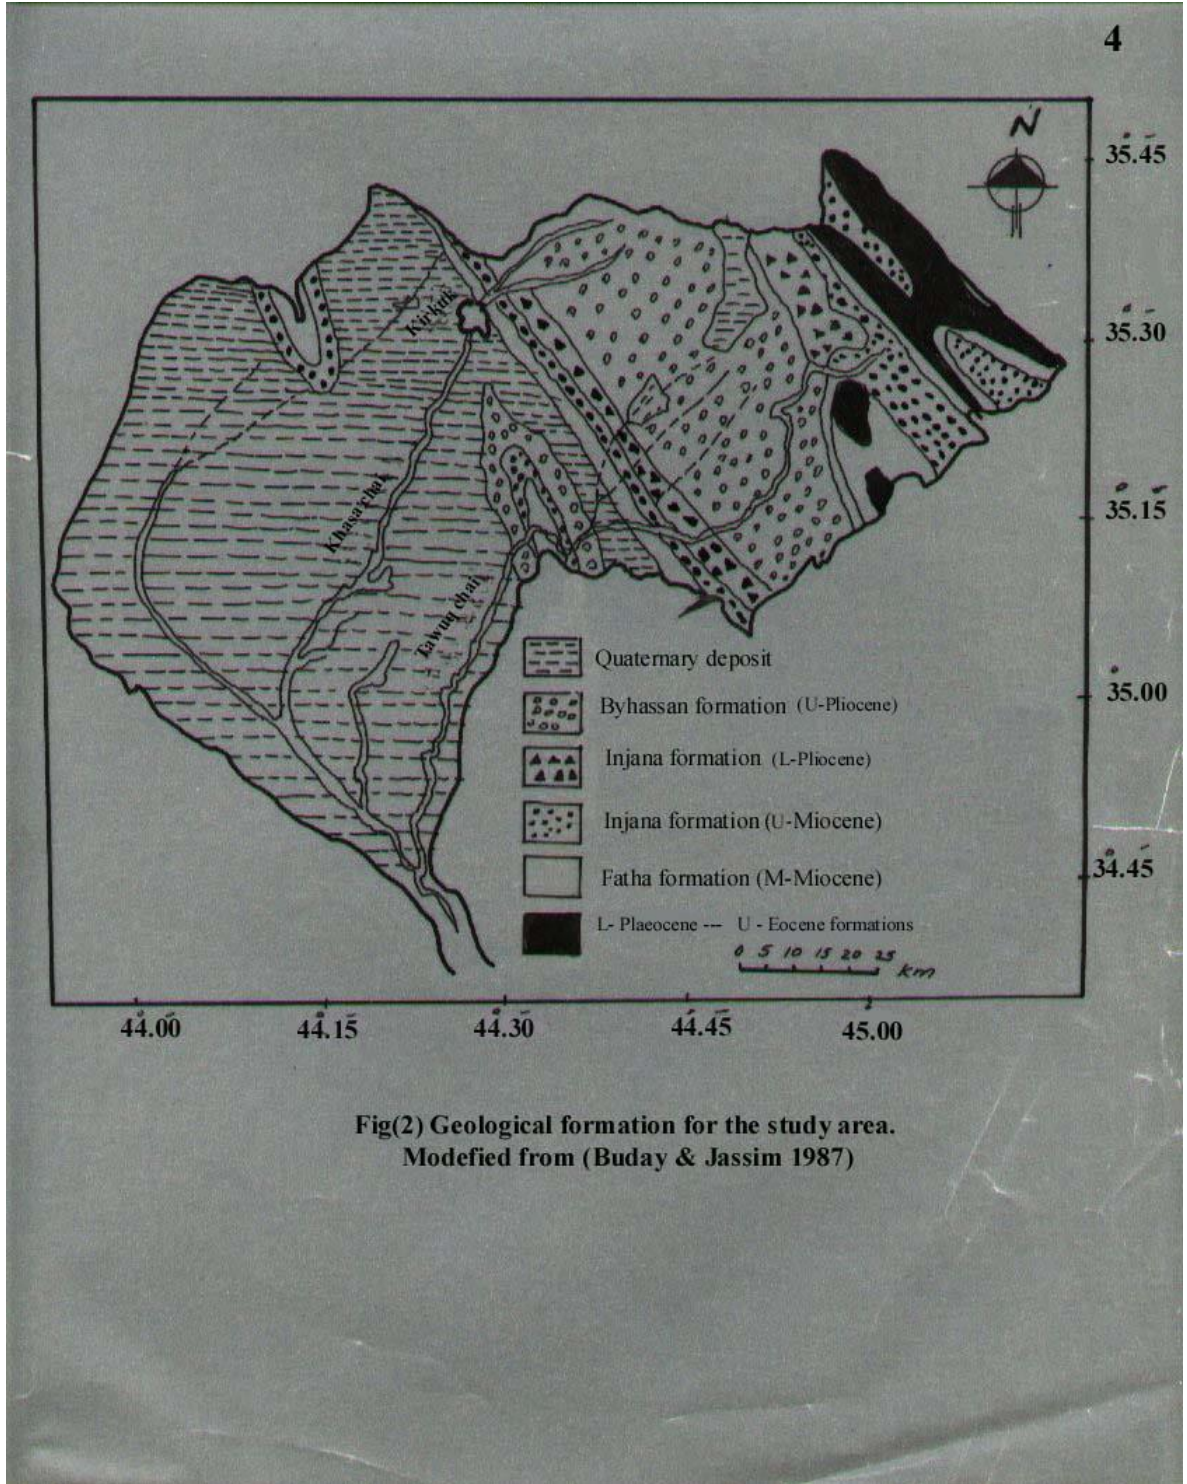 4
N
35.45
35.30
35.15
35.00
34.45
Kirkuk
Khasa chai
Tawuq chai
Quaternary deposit
Byhassan formation (U-Pliocene)
Injana formation (L-Pliocene)
Injana formation (U-Miocene)
Fatha formation (M-Miocene)
L- Plaeocene --- U - Eocene formations
0 5 10 15 20 25
km
44.00 44.15 44.30 44.45 45.00
Fig(2) Geological formation for the study area.
Modefied from (Buday & Jassim 1987)